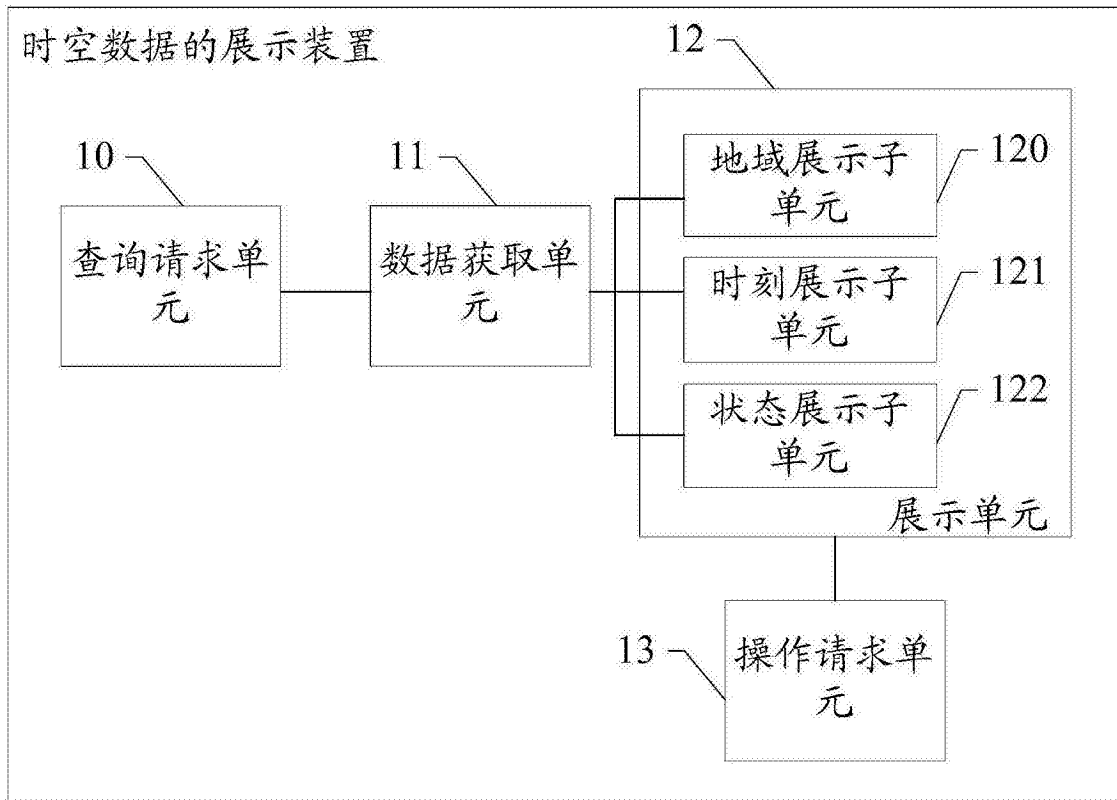 时空数据的展示装置
12
10
11
地域展示子
单元
120
查询请求单
元
数据获取单
元
时刻展示子
单元
121
状态展示子
单元
122
展示单元
13
操作请求单
元